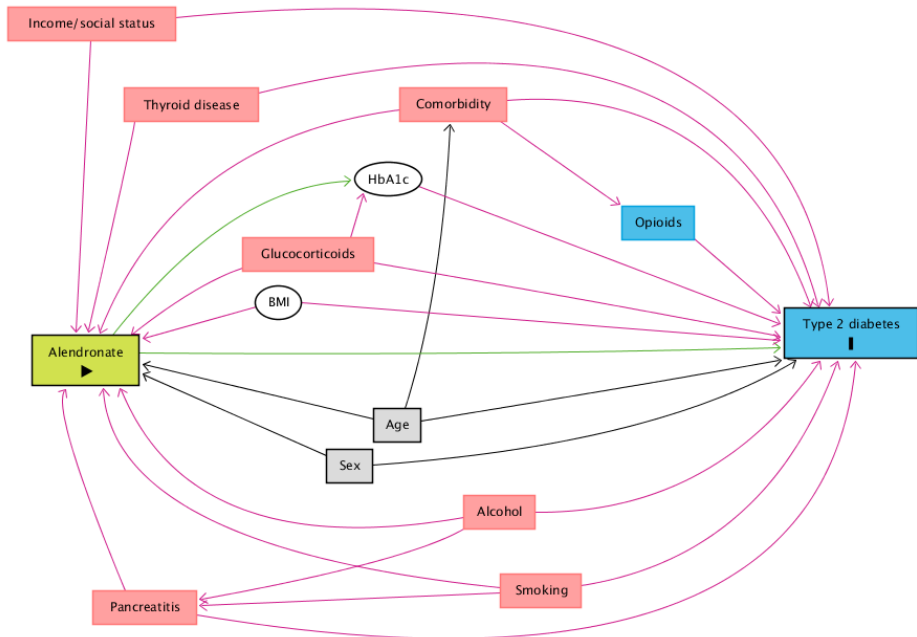 Income/social status
Thyroid disease
Comorbidity
HbA1c
Opioids
Glucocorticoids
BMI
Type 2 diabetes
Alendronate
Age
Sex
Alcohol
Smoking
Pancreatitis